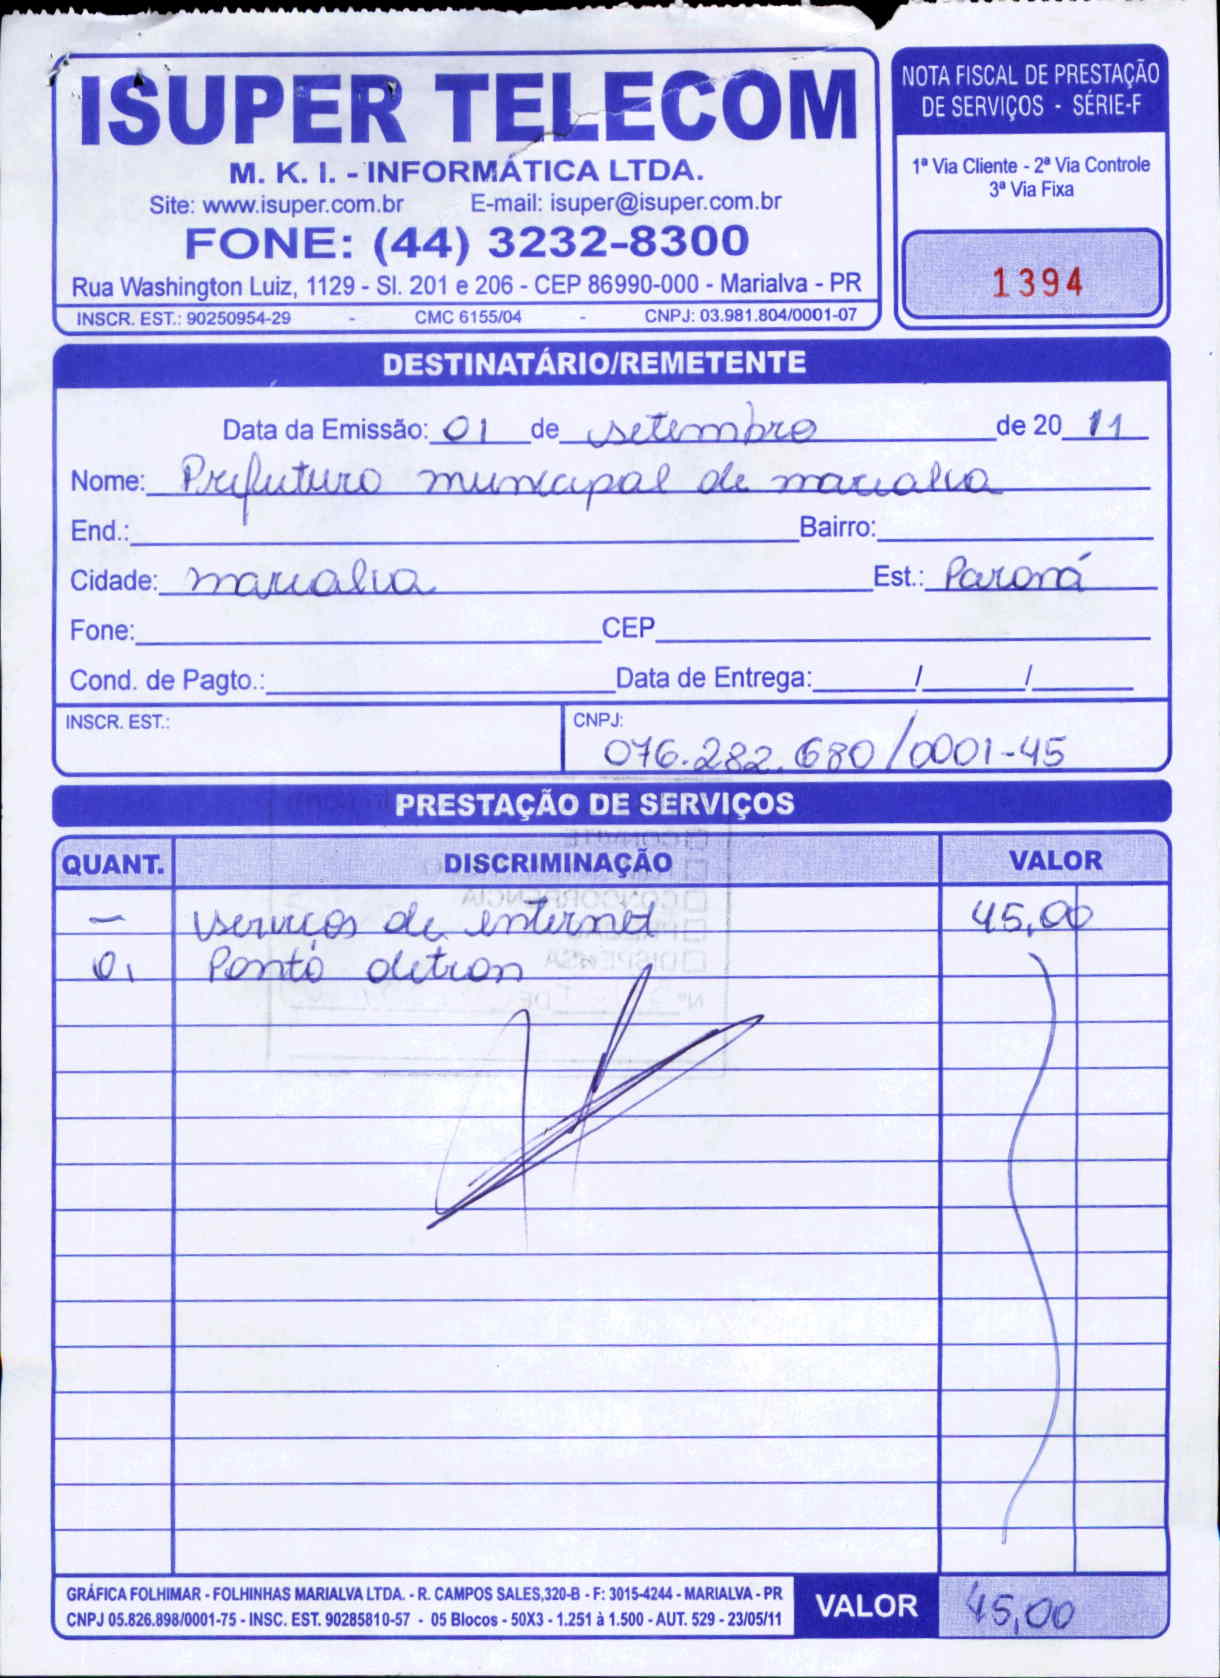 ISUPER TELECOM
M. K. I. - INFORMÁTICA LTDA.
Site: www.isuper.com.br E-mail: isuper@isuper.com.br
FONE: (44) 3232-8300
Rua Washington Luiz, 1129 - Sl. 201 e 206 - CEP 86990-000 - Marialva - PR
INSCR. EST.: 90250954-29 - CMC 6155/04 - CNPJ: 03.981.804/0001-07
NOTA FISCAL DE PRESTAÇÃO
DE SERVIÇOS - SÉRIE-F
1ª Via Cliente - 2ª Via Controle
3ª Via Fixa
1394
DESTINATÁRIO/REMETENTE
Data da Emissão: 01 de setembro de 20 11
Nome: Prefeitura municipal de marialva
End.: Bairro:
Cidade: marialva Est.: Paraná
Fone: CEP
Cond. de Pagto.: Data de Entrega: / /
INSCR. EST.: CNPJ:
076.282.680/0001-45
PRESTAÇÃO DE SERVIÇOS
QUANT. DISCRIMINAÇÃO VALOR
- serviços de internet 45,00
01 Ponto detran
GRÁFICA FOLHIMAR - FOLHINHAS MARIALVA LTDA. - R. CAMPOS SALES,320-B - F: 3015-4244 - MARIALVA - PR
CNPJ 05.826.898/0001-75 - INSC. EST. 90285810-57 - 05 Blocos - 50X3 - 1.251 à 1.500 - AUT. 529 - 23/05/11
VALOR 45,00